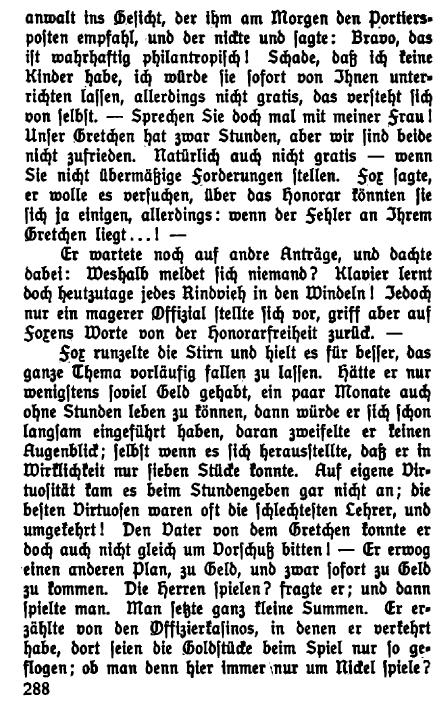 anwalt ins Gesicht, der ihm am Morgen den Portiers-
posten empfahl, und der nickte und sagte: Bravo, das
ist wahrhaftig philantropisch! Schade, daß ich keine
Kinder habe, ich würde sie sofort von Ihnen unter-
richten lassen, allerdings nicht gratis, das versteht sich
von selbst. — Sprechen Sie doch mal mit meiner Frau!
Unser Gretchen hat zwar Stunden, aber wir sind beide
nicht zufrieden. Natürlich auch nicht gratis — wenn
Sie nicht übermäßige Forderungen stellen. Fox sagte,
er wolle es versuchen, über das Honorar könnten sie
sich ja einigen, allerdings: wenn der Fehler an Ihrem
Gretchen liegt...! —
Er wartete noch auf andre Anträge, und dachte
dabei: Weshalb meldet sich niemand? Klavier lernt
doch heutzutage jedes Rindvieh in den Windeln! Jedoch
nur ein magerer Offizial stellte sich vor, griff aber auf
Foxens Worte von der Honorarfreiheit zurück. —
Fox runzelte die Stirn und hielt es für besser, das
ganze Thema vorläufig fallen zu lassen. Hätte er nur
wenigstens soviel Geld gehabt, ein paar Monate auch
ohne Stunden leben zu können, dann würde er sich schon
langsam eingeführt haben, daran zweifelte er keinen
Augenblick; selbst wenn es sich herausstellte, daß er in
Wirklichkeit nur sieben Stücke konnte. Auf eigene Vir-
tuosität kam es beim Stundengeben gar nicht an; die
besten Virtuosen waren oft die schlechtesten Lehrer, und
umgekehrt! Den Vater von dem Gretchen konnte er
doch auch nicht gleich um Vorschuß bitten! — Er erwog
einen anderen Plan, zu Geld, und zwar sofort zu Geld
zu kommen. Die Herren spielen? fragte er; und dann
spielte man. Man setzte ganz kleine Summen. Er er-
zählte von den Offizierkasinos, in denen er verkehrt
habe, dort seien die Goldstücke beim Spiel nur so ge-
flogen; ob man denn hier immer nur um Nickel spiele?
288